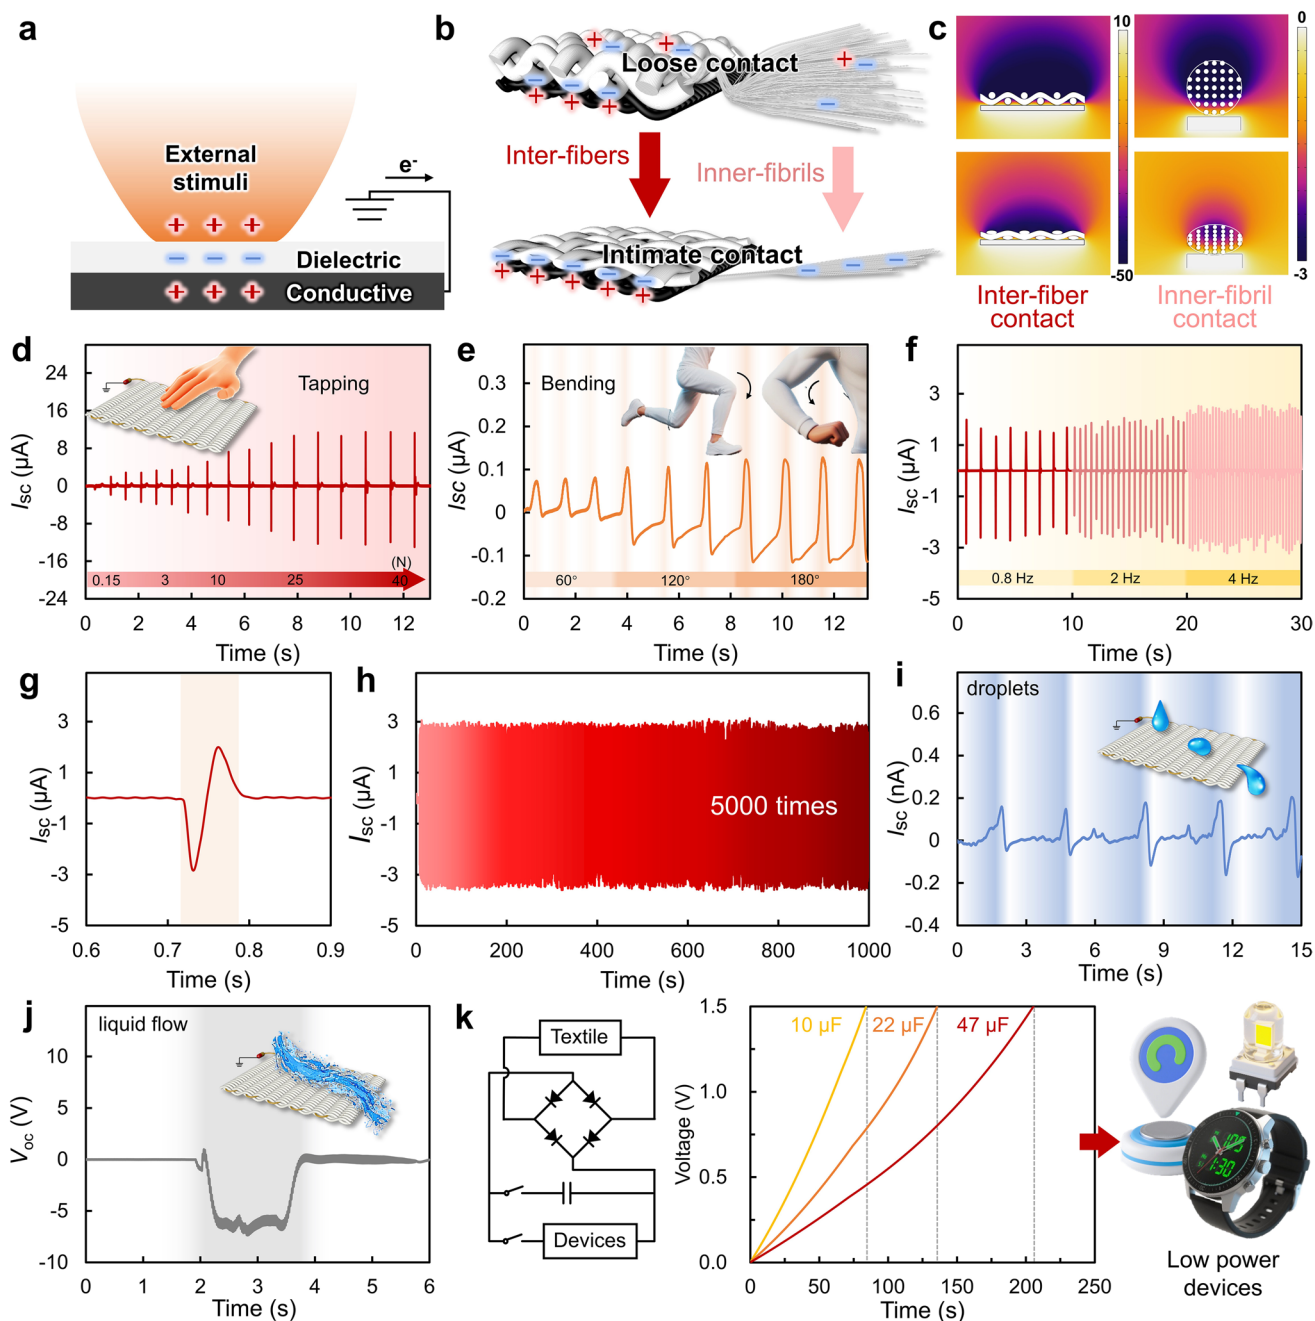 a
External
stimuli
+ + +
− − −
Dielectric
+ + +
Conductive
e-
b
Loose contact
Inter-fibers
Inner-fibrils
Intimate contact
c
10
-50
0
-3
Inter-fiber
contact
Inner-fibril
contact
d
Tapping
Isc (μA)
24
16
8
0
-8
-16
-24
(N)
0.15 3 10 25 40
0 2 4 6 8 10 12
Time (s)
e
Bending
Isc (μA)
0.3
0.2
0.1
0
-0.1
-0.2
60° 120° 180°
0 2 4 6 8 10 12
Time (s)
f
Isc (μA)
3
1
-1
-3
-5
0.8 Hz 2 Hz 4 Hz
0 10 20 30
Time (s)
g
Isc (μA)
3
1
-1
-3
-5
0.6 0.7 0.8 0.9
Time (s)
h
Isc (μA)
3
1
-1
-3
-5
5000 times
0 200 400 600 800 1000
Time (s)
i
droplets
Isc (nA)
0.6
0.4
0.2
0
-0.2
-0.4
0 3 6 9 12 15
Time (s)
j
liquid flow
Voc (V)
10
5
0
-5
-10
0 1 2 3 4 5 6
Time (s)
k
Textile
Devices
Voltage (V)
1.5
1.0
0.5
0.0
10 μF 22 μF 47 μF
0 50 100 150 200 250
Time (s)
1:30
Low power
devices